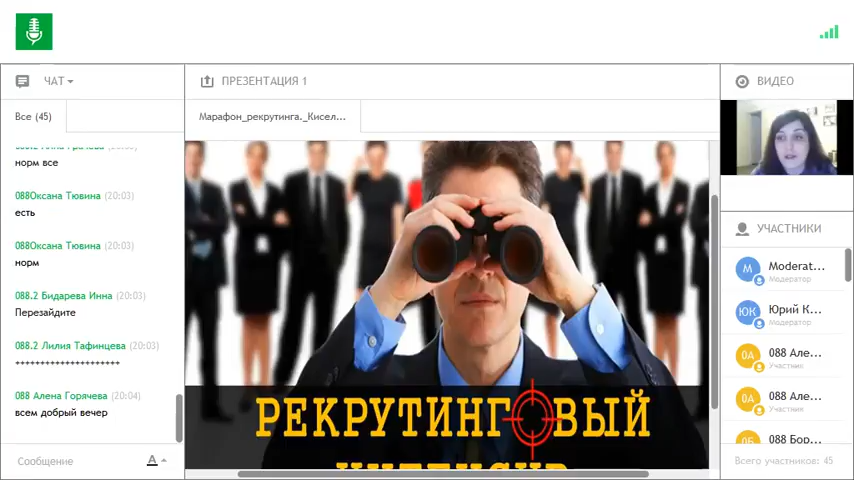 ЧАТ
Все (45)
норм все
088Оксана Тювина (20:03)
есть
088Оксана Тювина (20:03)
норм
088.2 Бидарева Инна (20:03)
Перезайдите
088.2 Лилия Тафинцева (20:03)
*********************
088 Алена Горячева (20:04)
всем добрый вечер
Сообщение
A
ПРЕЗЕНТАЦИЯ 1
Марафон_рекрутинга._Кисел...
РЕКРУТИНГОВЫЙ
ВИДЕО
УЧАСТНИКИ
М
Moderat...
Модератор
ЮК
Юрий К...
Модератор
0А
088 Але...
Участник
0А
088 Але...
Участник
0Б
088 Бор...
Всего участников: 45